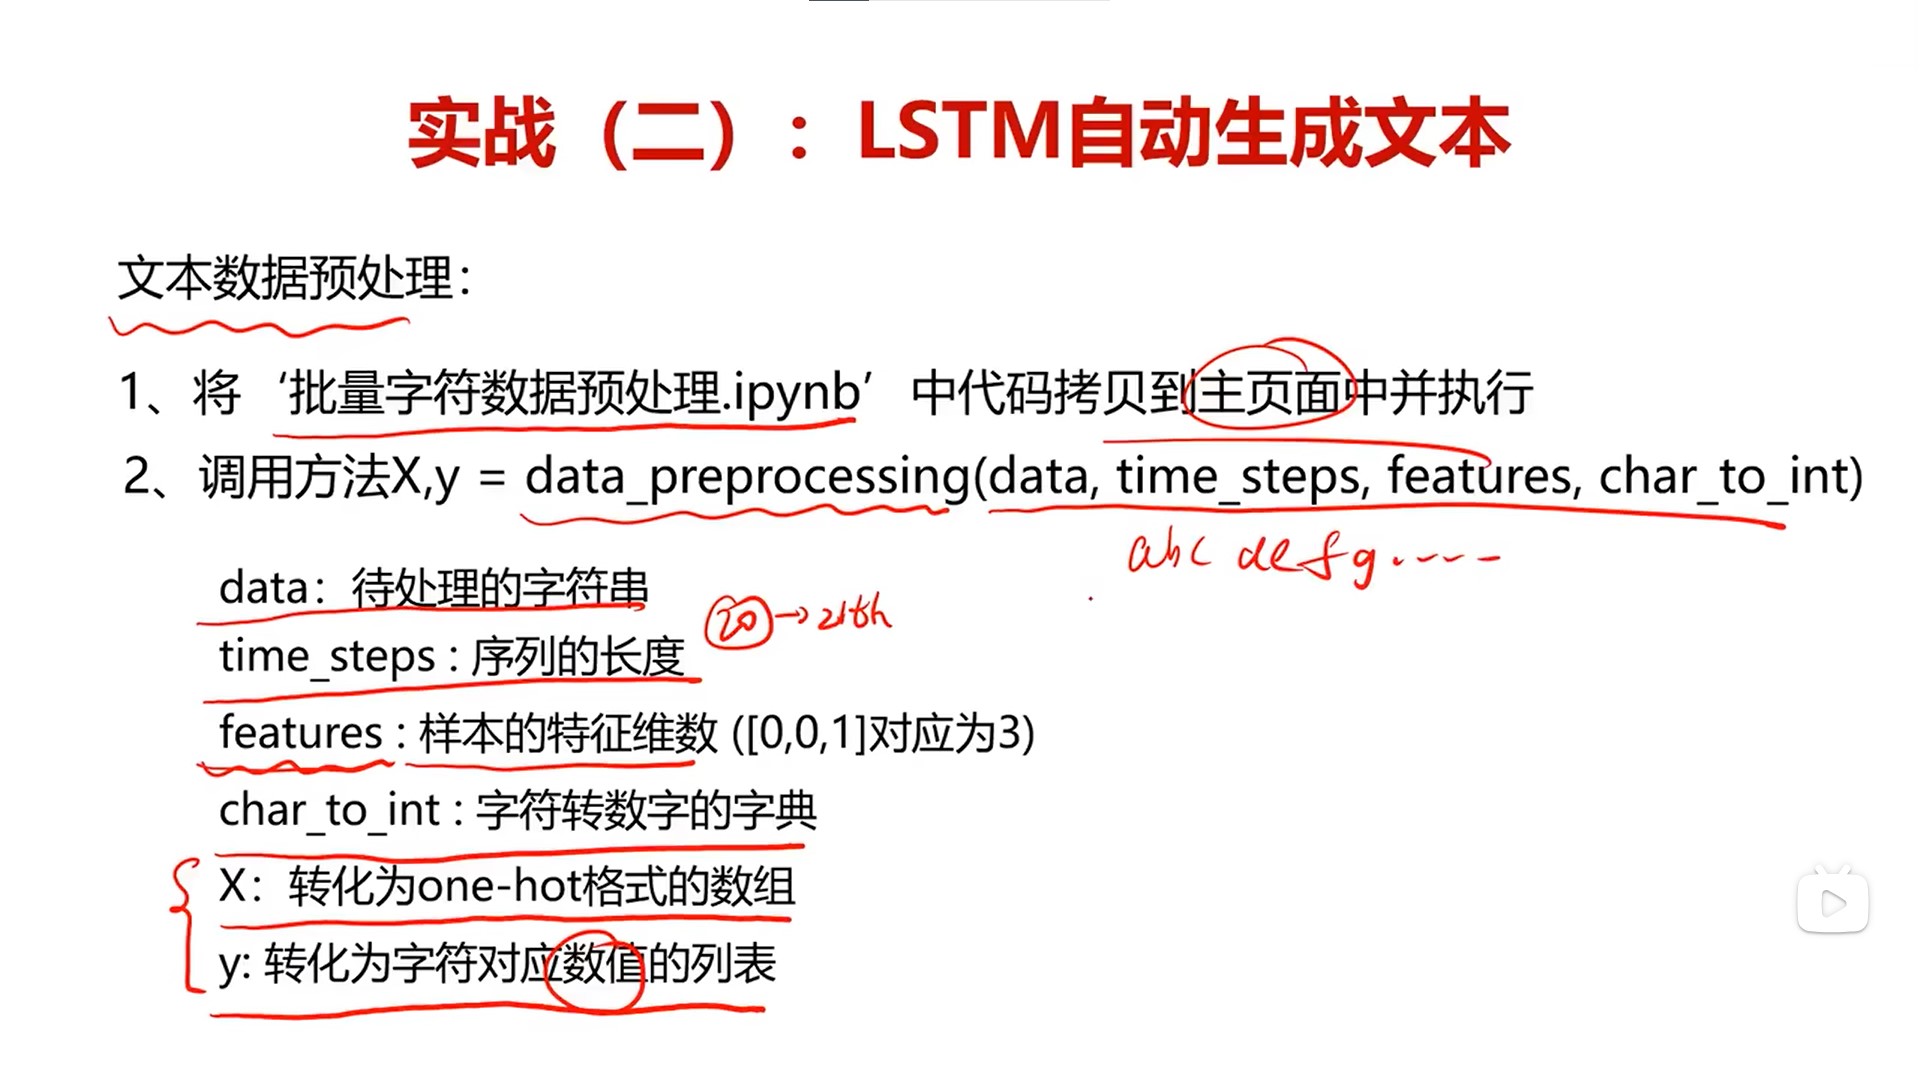 实战（二）：LSTM自动生成文本
文本数据预处理：
1、将‘批量字符数据预处理.ipynb’中代码拷贝到主页面中并执行
2、调用方法X,y = data_preprocessing(data, time_steps, features, char_to_int)
abc defg.----
data：待处理的字符串
20→21th
time_steps : 序列的长度
features : 样本的特征维数 ([0,0,1]对应为3)
char_to_int : 字符转数字的字典
X：转化为one-hot格式的数组
y: 转化为字符对应数值的列表